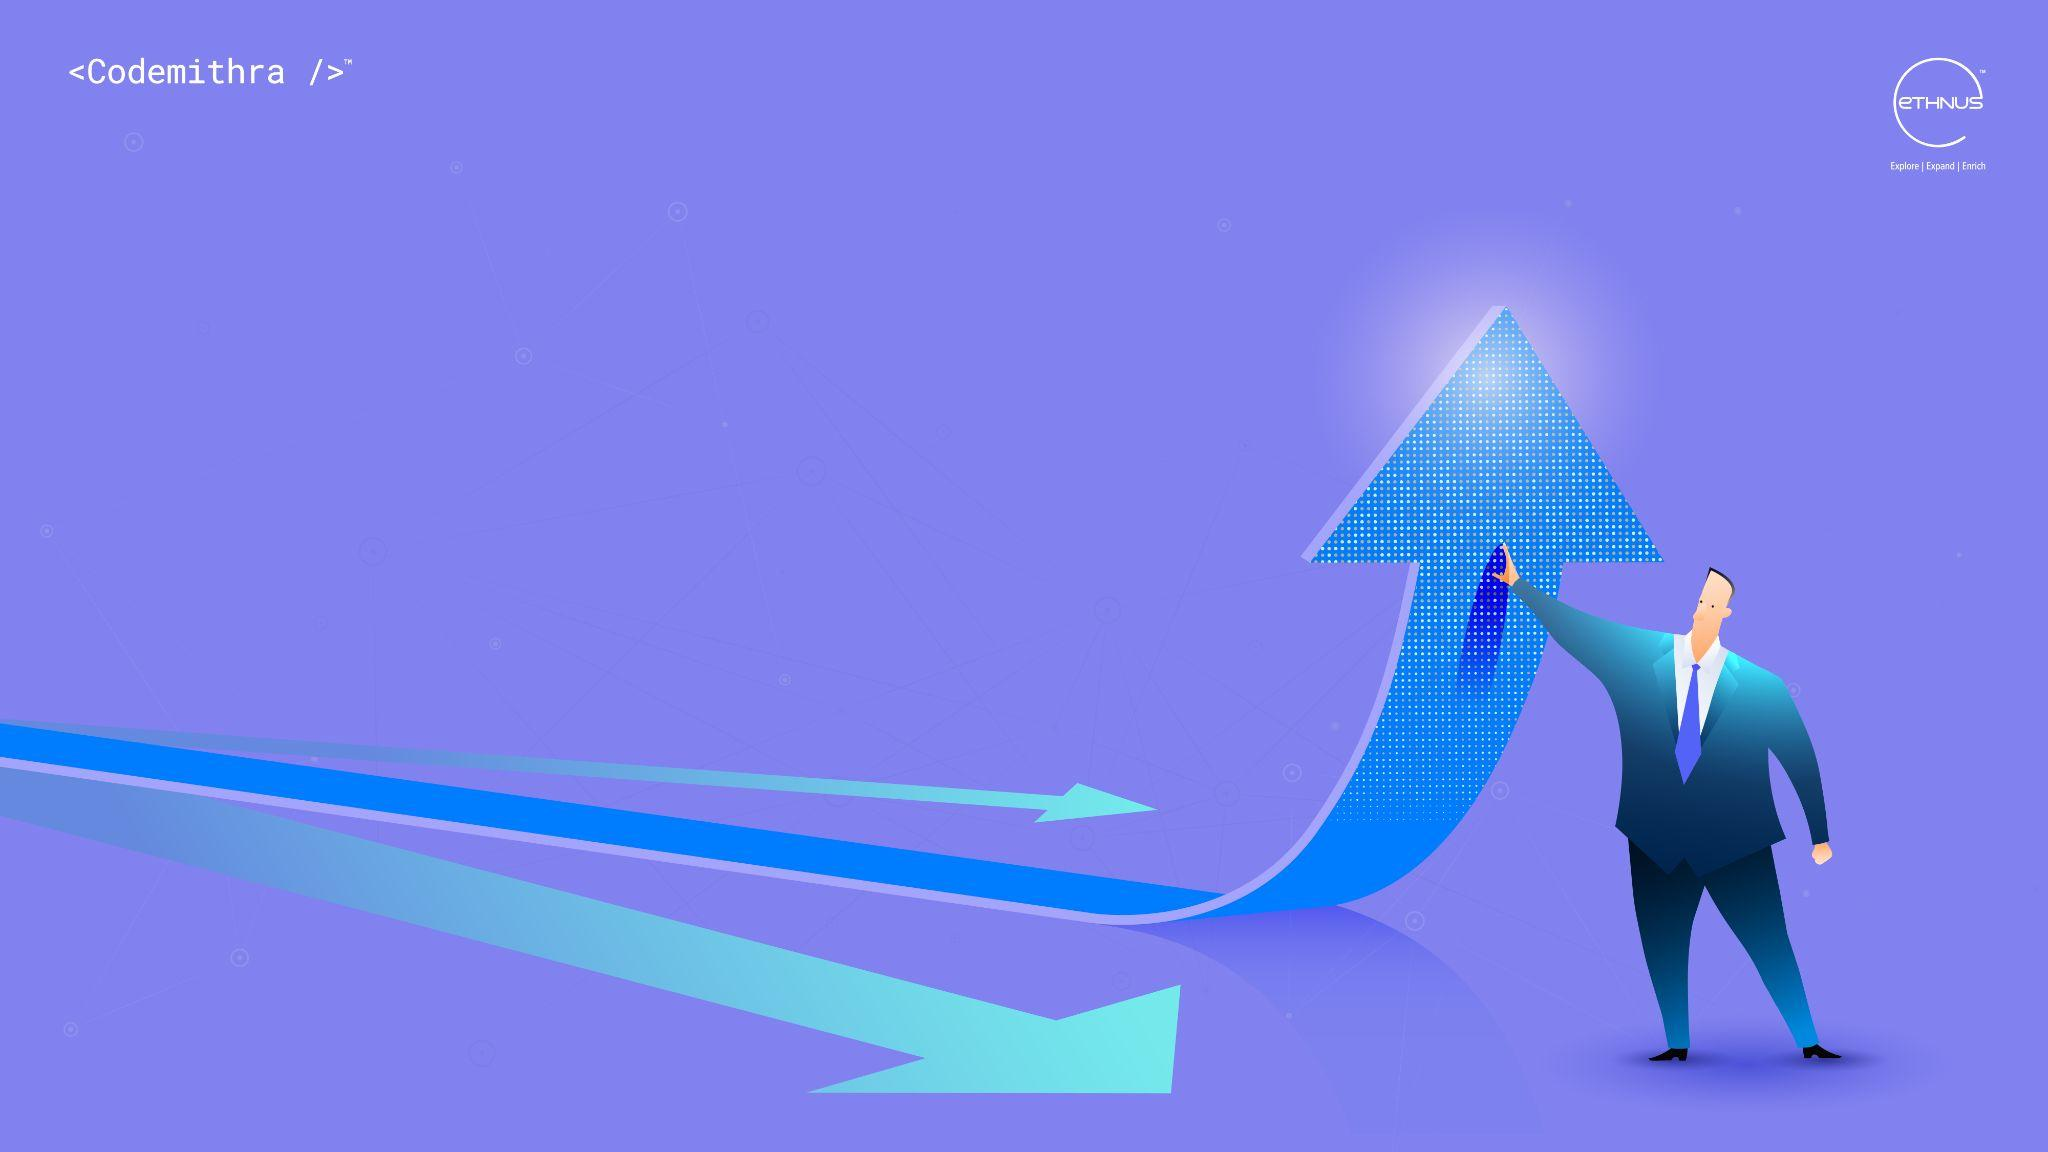 <Codemithra />™
eTHNUS™
Explore | Expand | Enrich